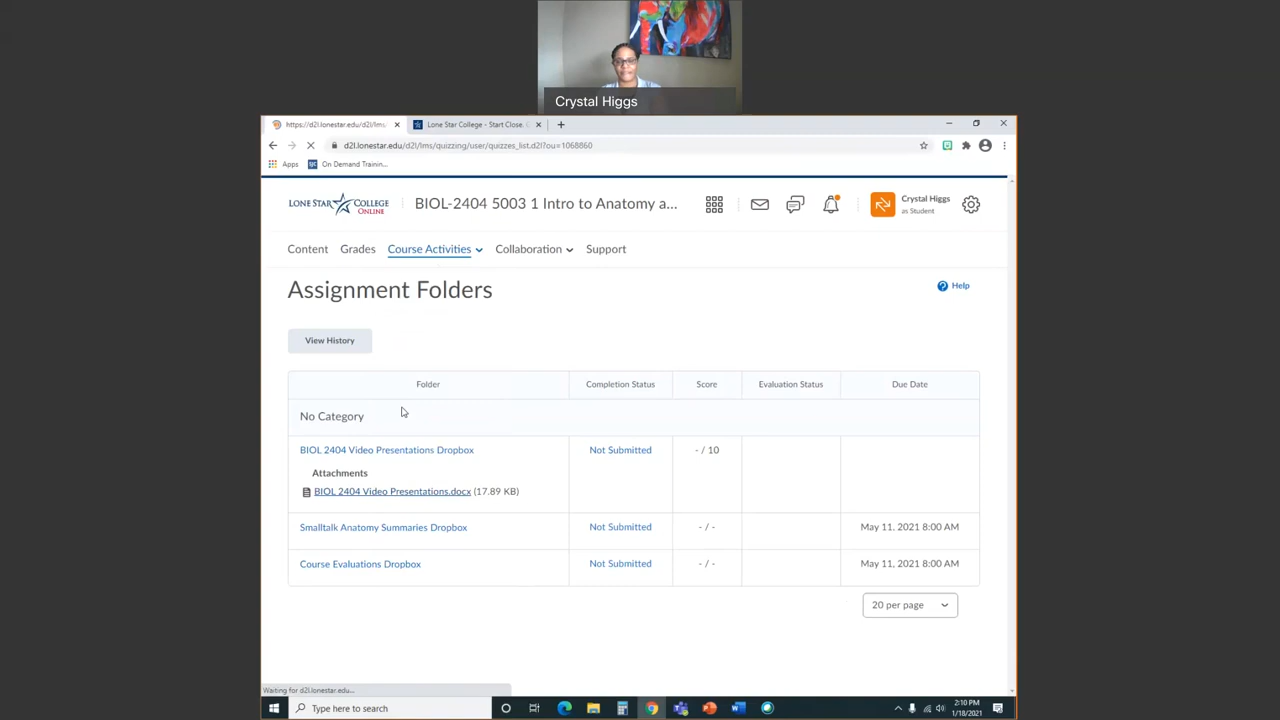 Crystal Higgs
https://d2l.lonestar.edu/d2l/lms
Lone Star College - Start Close.
d2l.lonestar.edu/d2l/lms/quizzing/user/quizzes_list.d2l?ou=1068860
Apps On Demand Trainin...
LONE STAR COLLEGE ONLINE BIOL-2404 5003 1 Intro to Anatomy a... Crystal Higgs as Student
Content Grades Course Activities Collaboration Support
Assignment Folders Help
View History
Folder Completion Status Score Evaluation Status Due Date
No Category
BIOL 2404 Video Presentations Dropbox Not Submitted - / 10
Attachments
BIOL 2404 Video Presentations.docx (17.89 KB)
Smalltalk Anatomy Summaries Dropbox Not Submitted - / - May 11, 2021 8:00 AM
Course Evaluations Dropbox Not Submitted - / - May 11, 2021 8:00 AM
20 per page
Waiting for d2l.lonestar.edu...
Type here to search
2:10 PM
1/18/2021